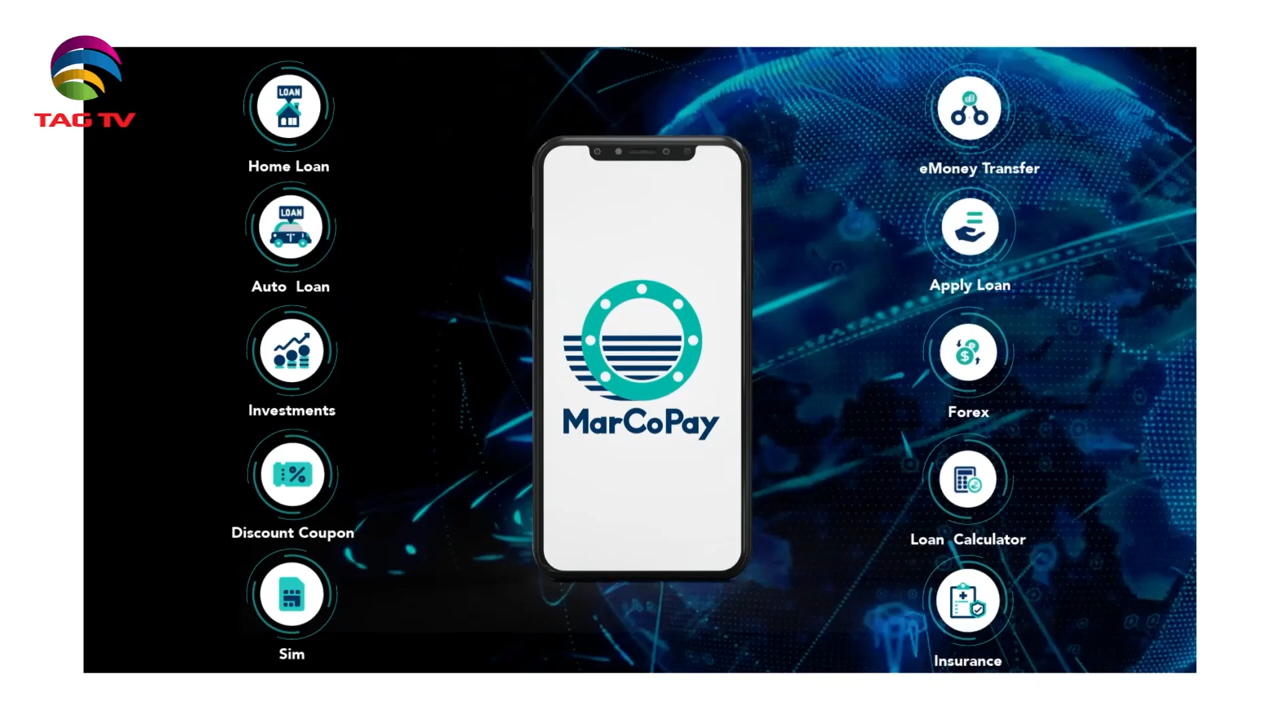 TAG TV
LOAN
Home Loan
LOAN
Auto Loan
Investments
%
Discount Coupon
Sim
MarCoPay
eMoney Transfer
Apply Loan
$
Forex
Loan Calculator
Insurance